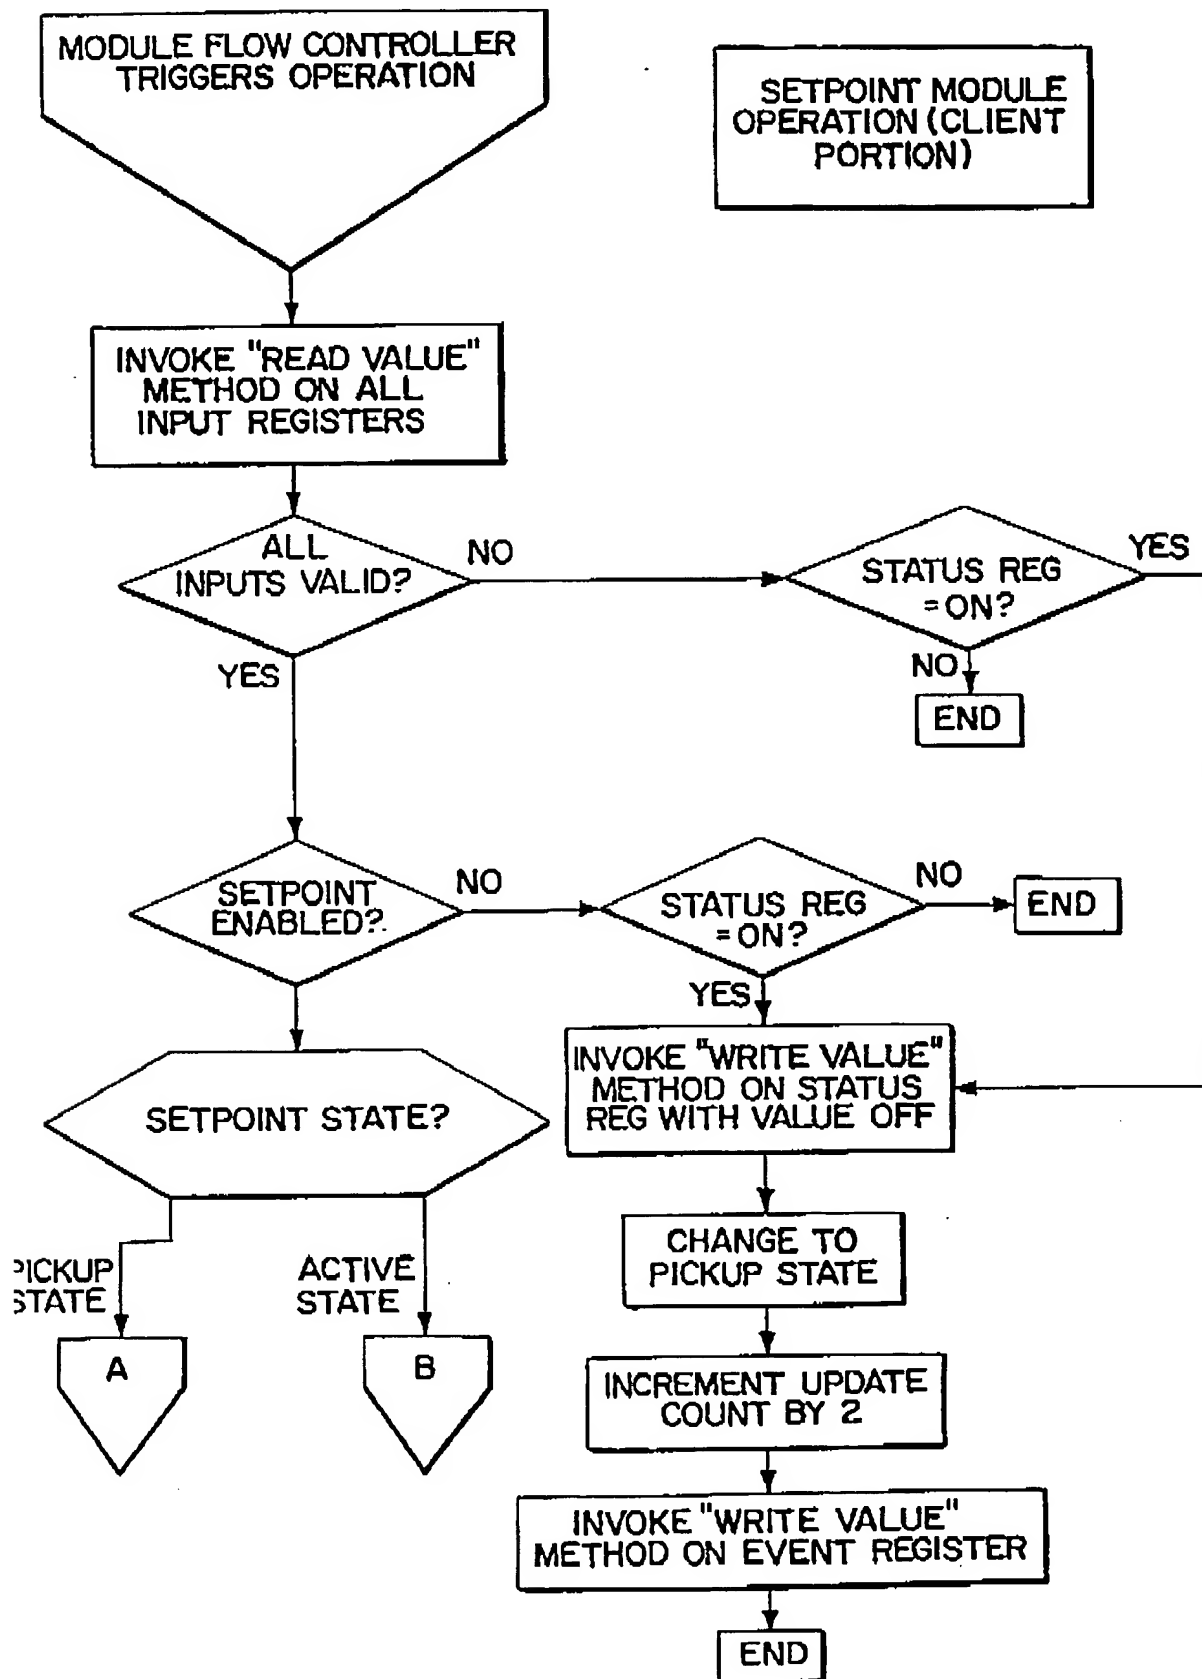 MODULE FLOW CONTROLLER
TRIGGERS OPERATION
SETPOINT MODULE
OPERATION (CLIENT
PORTION)
INVOKE "READ VALUE"
METHOD ON ALL
INPUT REGISTERS
ALL
INPUTS VALID?
NO
STATUS REG
=ON?
YES
NO
END
YES
SETPOINT
ENABLED?
NO
STATUS REG
=ON?
NO
END
YES
INVOKE "WRITE VALUE"
METHOD ON STATUS
REG WITH VALUE OFF
SETPOINT STATE?
CHANGE TO
PICKUP STATE
PICKUP
STATE
ACTIVE
STATE
A
B
INCREMENT UPDATE
COUNT BY 2
INVOKE "WRITE VALUE"
METHOD ON EVENT REGISTER
END